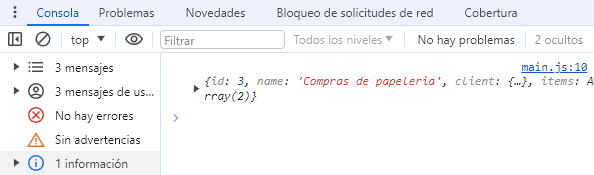 Consola Problemas Novedades Bloqueo de solicitudes de red Cobertura
top Filtrar Todos los niveles No hay problemas 2 ocultos
3 mensajes
3 mensajes de us...
No hay errores
Sin advertencias
1 información
main.js:10
{id: 3, name: 'Compras de papeleria', client: {…}, items: A
rray(2)}